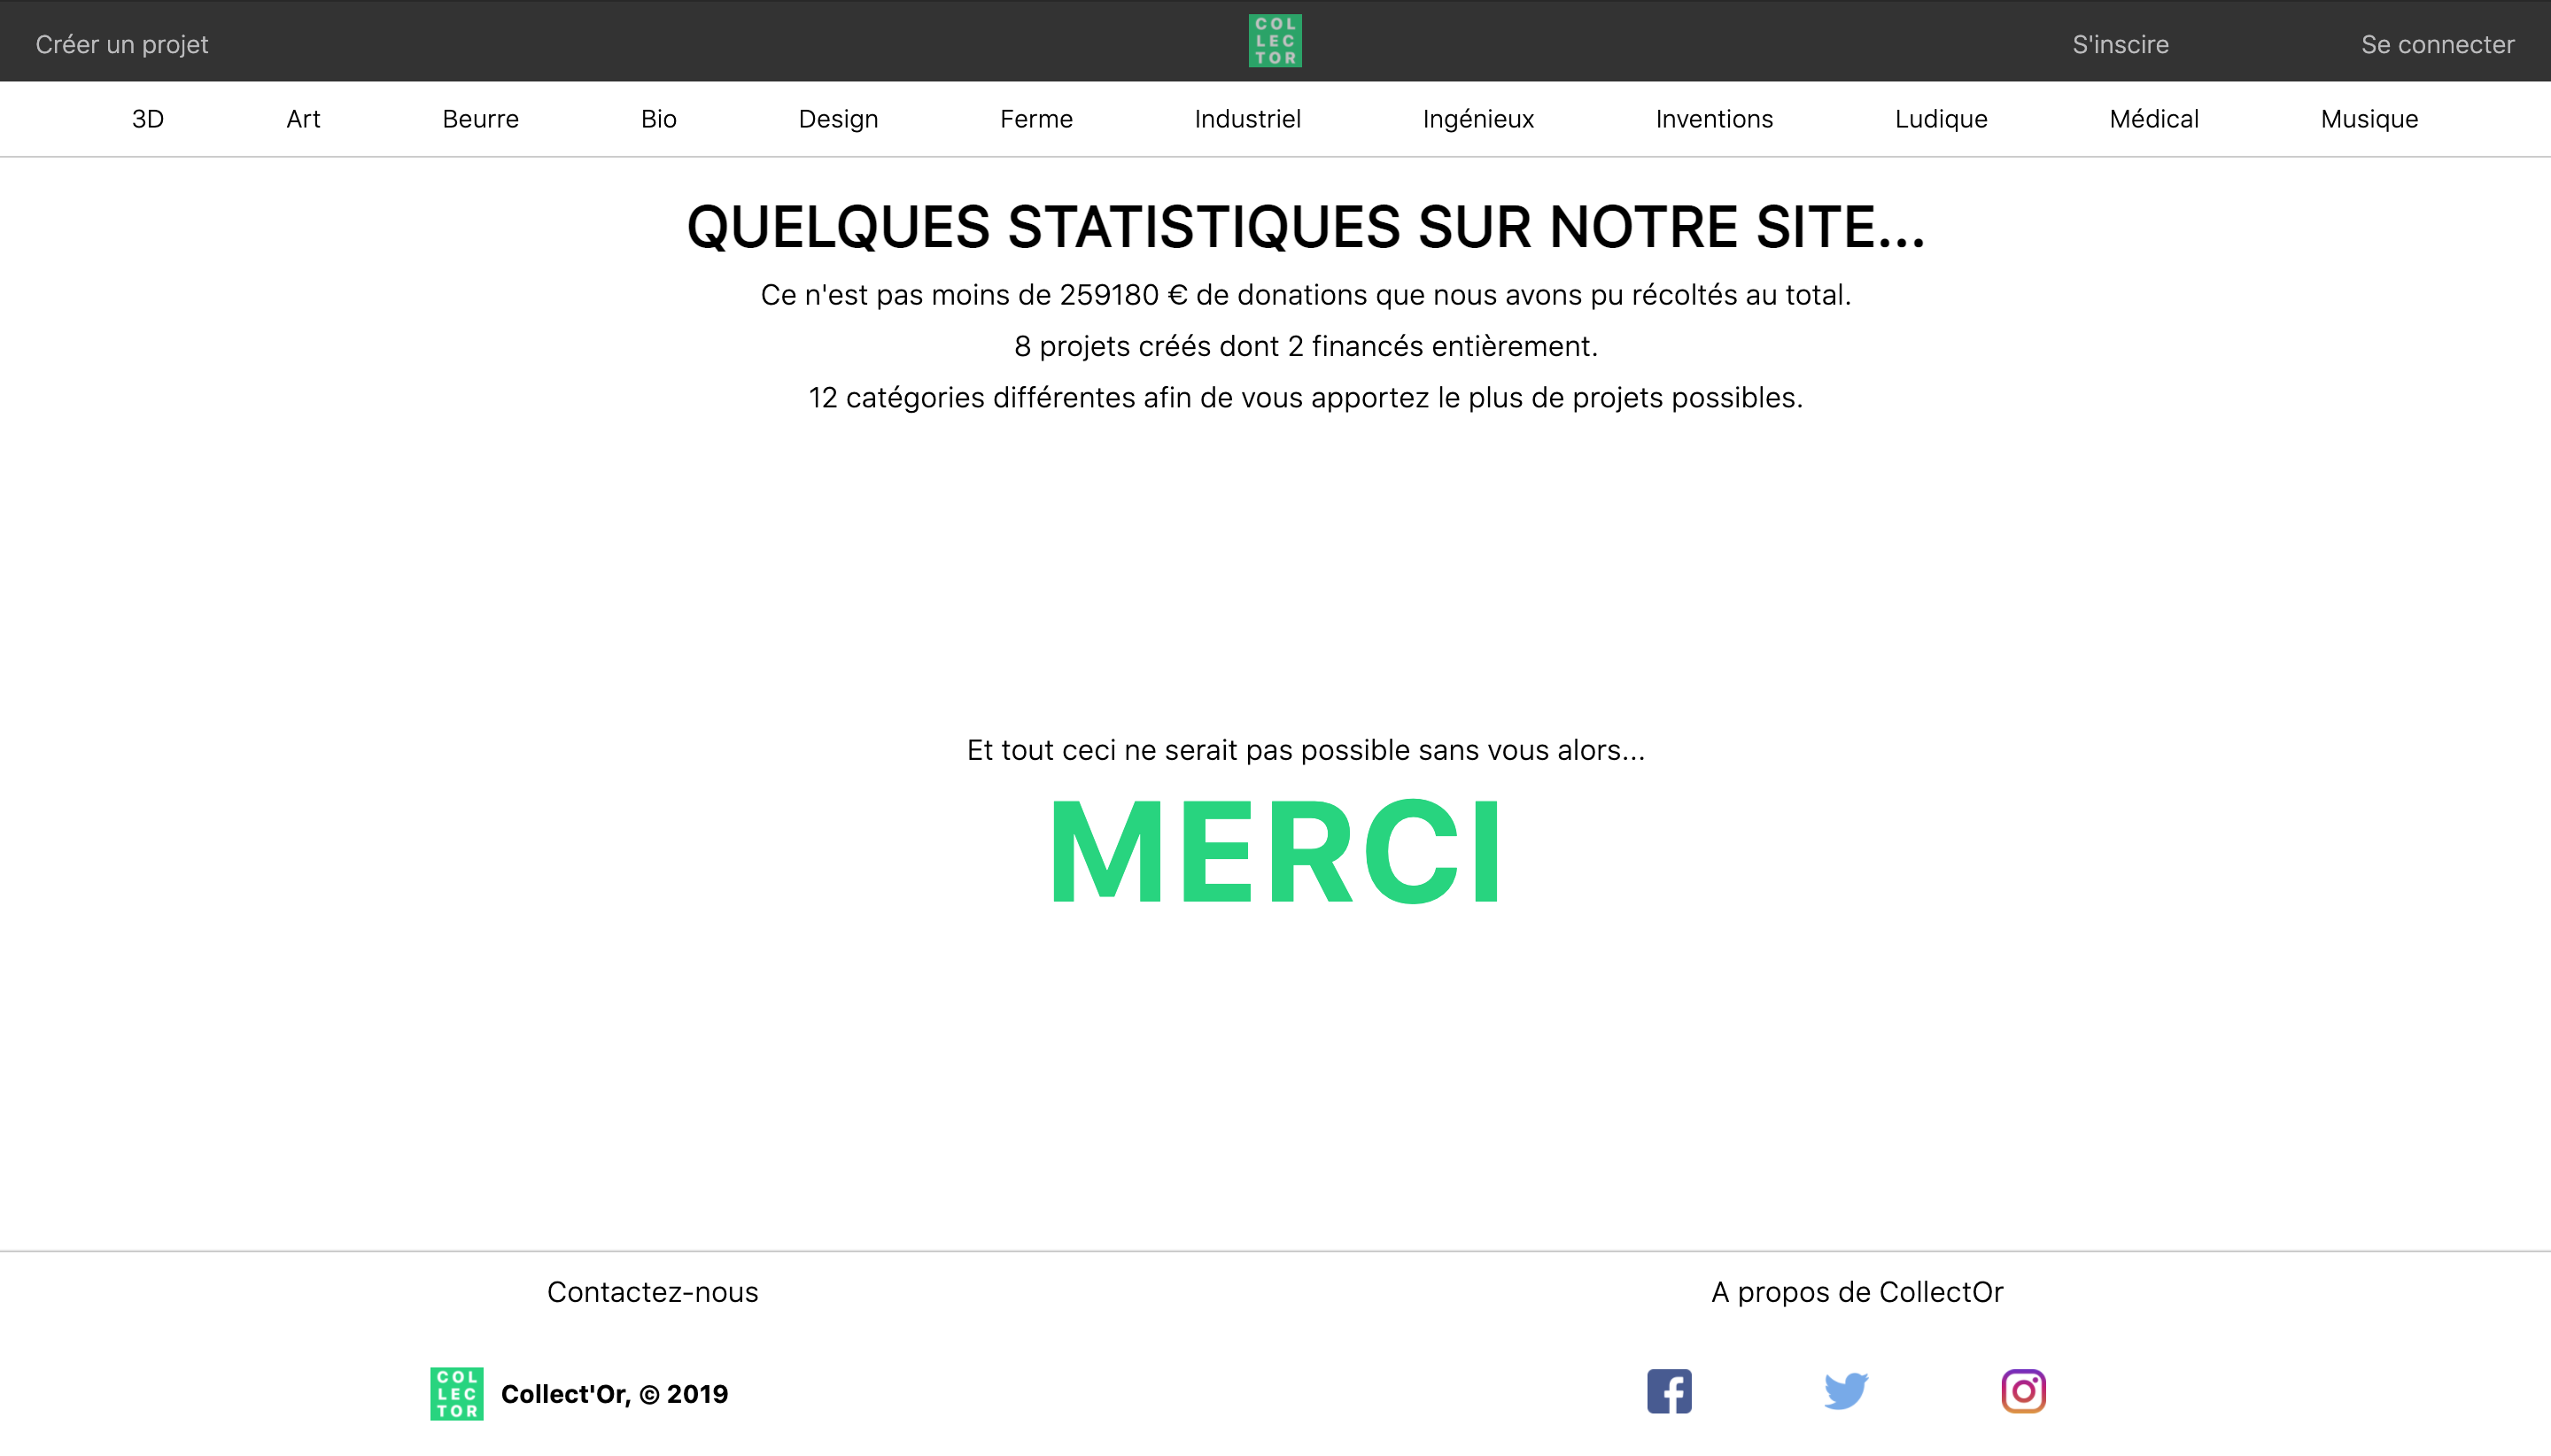 Créer un projet
COL
LEC
TOR
S'inscire
Se connecter
3D Art Beurre Bio Design Ferme Industriel Ingénieux Inventions Ludique Médical Musique
QUELQUES STATISTIQUES SUR NOTRE SITE...
Ce n'est pas moins de 259180 € de donations que nous avons pu récoltés au total.
8 projets créés dont 2 financés entièrement.
12 catégories différentes afin de vous apportez le plus de projets possibles.
Et tout ceci ne serait pas possible sans vous alors...
MERCI
Contactez-nous
A propos de CollectOr
COL
LEC
TOR
Collect'Or, © 2019